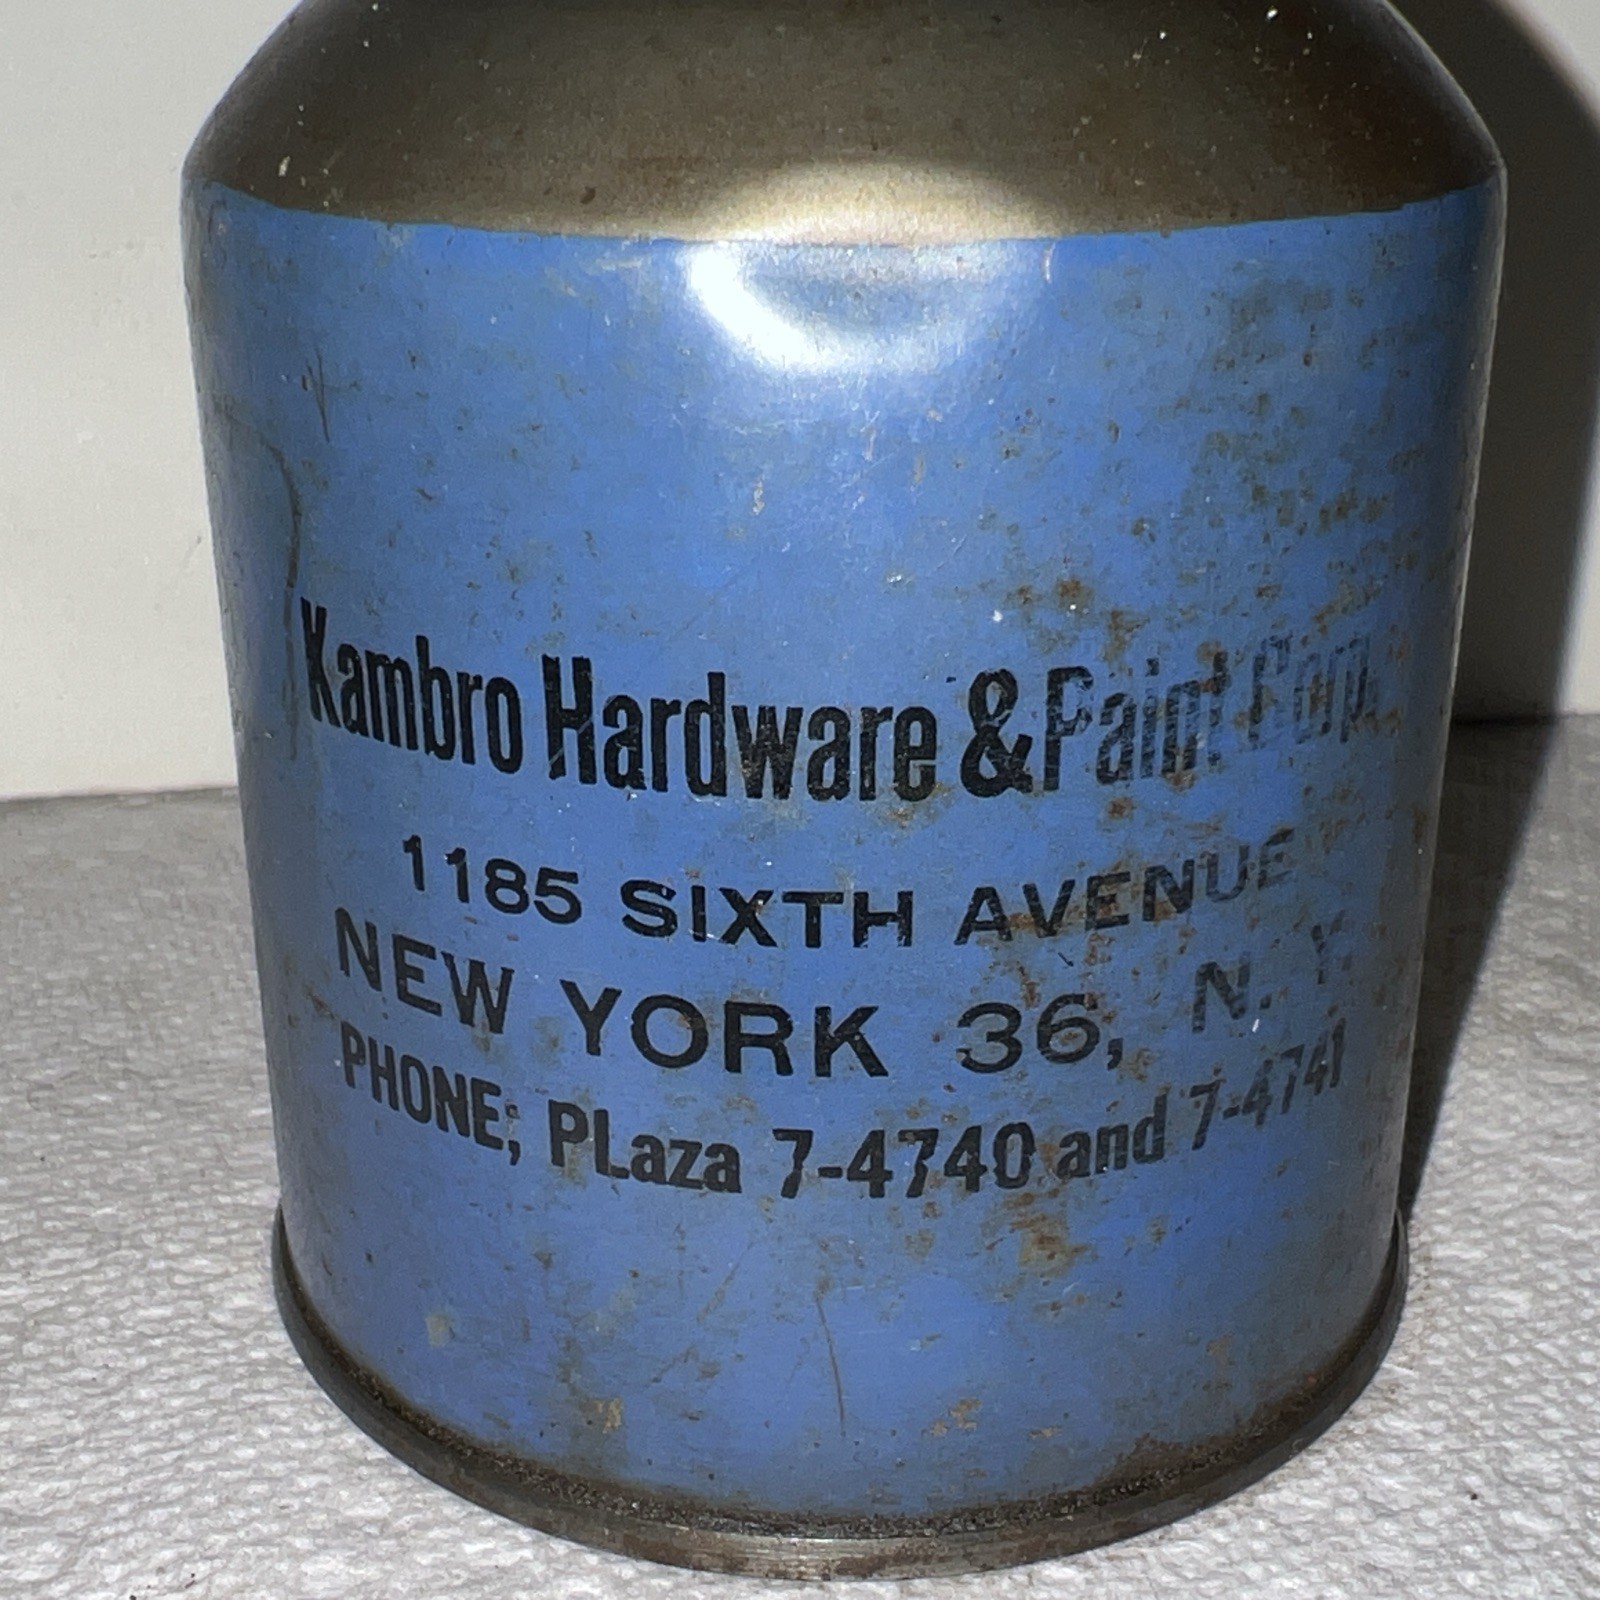 Kambro Hardware & Paint Corp.
1185 SIXTH AVENUE
NEW YORK 36, N. Y.
PHONE; PLaza 7-4740 and 7-4741